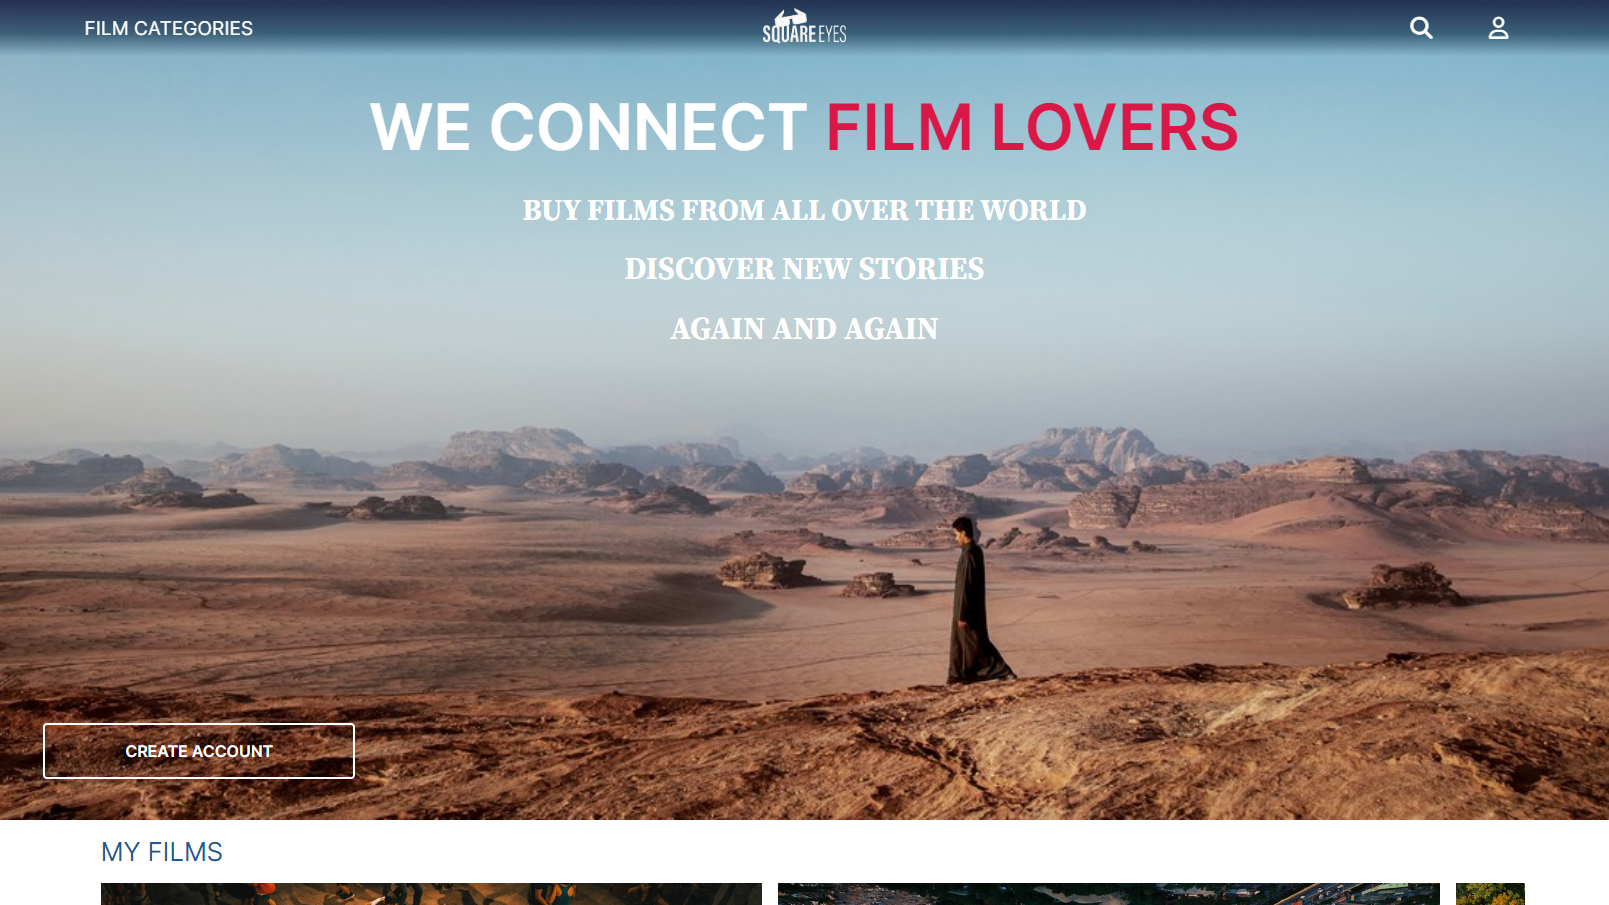 FILM CATEGORIES
SQUARE EYES
WE CONNECT FILM LOVERS
BUY FILMS FROM ALL OVER THE WORLD
DISCOVER NEW STORIES
AGAIN AND AGAIN
CREATE ACCOUNT
MY FILMS